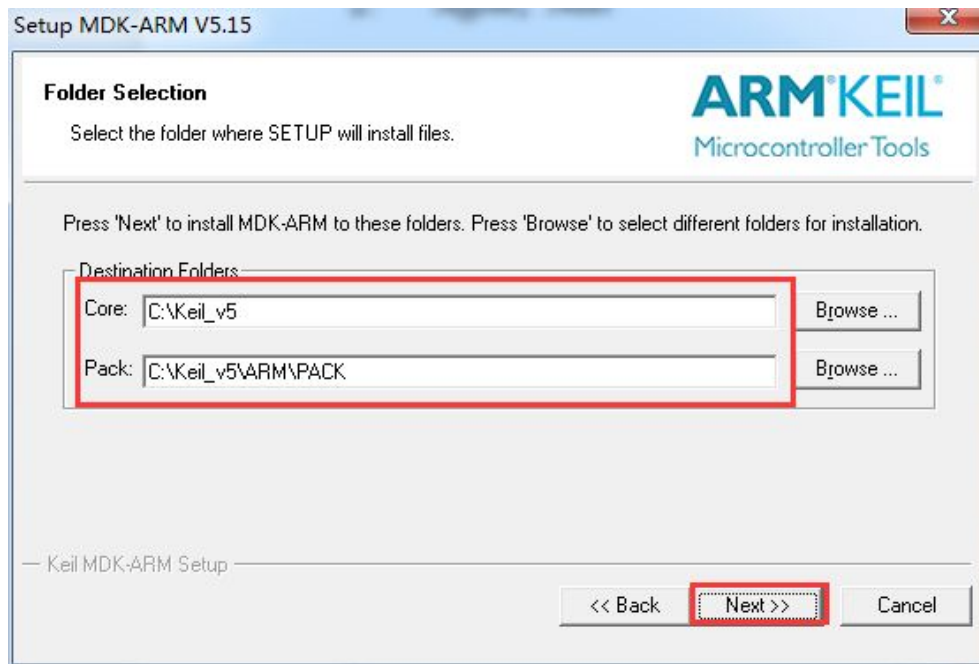 Setup MDK-ARM V5.15
Folder Selection
Select the folder where SETUP will install files.
ARM®KEIL®
Microcontroller Tools
Press 'Next' to install MDK-ARM to these folders. Press 'Browse' to select different folders for installation.
Destination Folders
Core: C:\Keil_v5 Browse ...
Pack: C:\Keil_v5\ARM\PACK Browse ...
Keil MDK-ARM Setup
<< Back Next >> Cancel